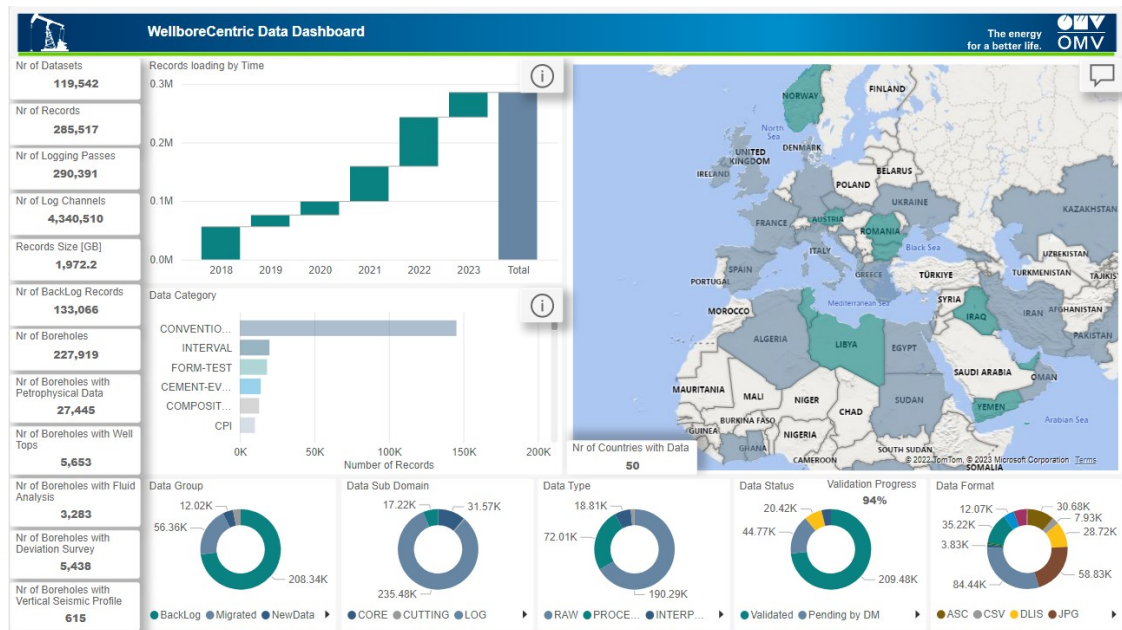 WellboreCentric Data Dashboard
The energy
for a better life.
OMV
OMV
Nr of Datasets
119,542
Nr of Records
285,517
Nr of Logging Passes
290,391
Nr of Log Channels
4,340,510
Records Size [GB]
1,972.2
Nr of BackLog Records
133,066
Nr of Boreholes
227,919
Nr of Boreholes with
Petrophysical Data
27,445
Nr of Boreholes with Well
Tops
5,653
Nr of Boreholes with Fluid
Analysis
3,283
Nr of Boreholes with
Deviation Survey
5,438
Nr of Boreholes with
Vertical Seismic Profile
615
Records loading by Time
0.3M
0.2M
0.1M
0.0M
2018 2019 2020 2021 2022 2023 Total
Data Category
CONVENTIO...
INTERVAL
FORM-TEST
CEMENT-EV...
COMPOSIT...
CPI
0K 50K 100K 150K 200K
Number of Records
NORWAY
FINLAND
North
Sea
DENMARK
UNITED
KINGDOM
IRELAND
BELARUS
POLAND
UKRAINE
KAZAKHSTAN
FRANCE
AUSTRIA
ROMANIA
ITALY
Black Sea
UZBEKISTAN
SPAIN
PORTUGAL
GREECE
TÜRKIYE
TURKMENISTAN
TAJIKIS
Mediterranean Sea
SYRIA
MOROCCO
IRAQ
IRAN
AFGHANISTAN
ALGERIA
LIBYA
EGYPT
PAKISTAN
SAUDI ARABIA
OMAN
MAURITANIA
MALI
NIGER
CHAD
SUDAN
YEMEN
Arabian Sea
BURKINA FASO
GUINEA
NIGERIA
GHANA
SOUTH SUDAN
CAMEROON
SOMALIA
© 2022 TomTom, © 2023 Microsoft Corporation Terms
Nr of Countries with Data
50
Data Group
12.02K
56.36K
208.34K
BackLog Migrated NewData
Data Sub Domain
17.22K
31.57K
235.48K
CORE CUTTING LOG
Data Type
18.81K
72.01K
190.29K
RAW PROCE... INTERP...
Data Status
Validation Progress
94%
20.42K
44.77K
209.48K
Validated Pending by DM
Data Format
12.07K
30.68K
35.22K
7.93K
3.83K
28.72K
84.44K
58.83K
ASC CSV DLIS JPG